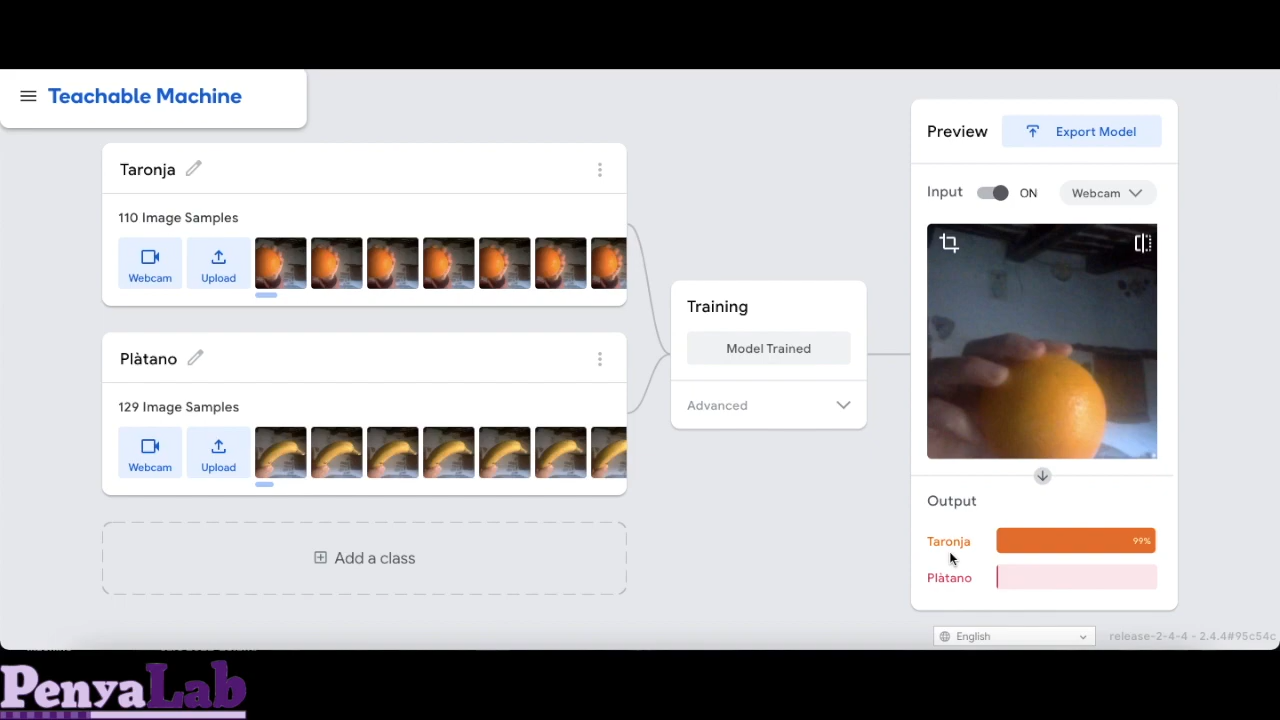 Teachable Machine
Taronja
110 Image Samples
Webcam
Upload
Plàtano
129 Image Samples
Webcam
Upload
Add a class
Training
Model Trained
Advanced
Preview
Export Model
Input
ON
Webcam
Output
Taronja
99%
Plàtano
English
release-2-4-4 - 2.4.4#95c54c
PenyaLab